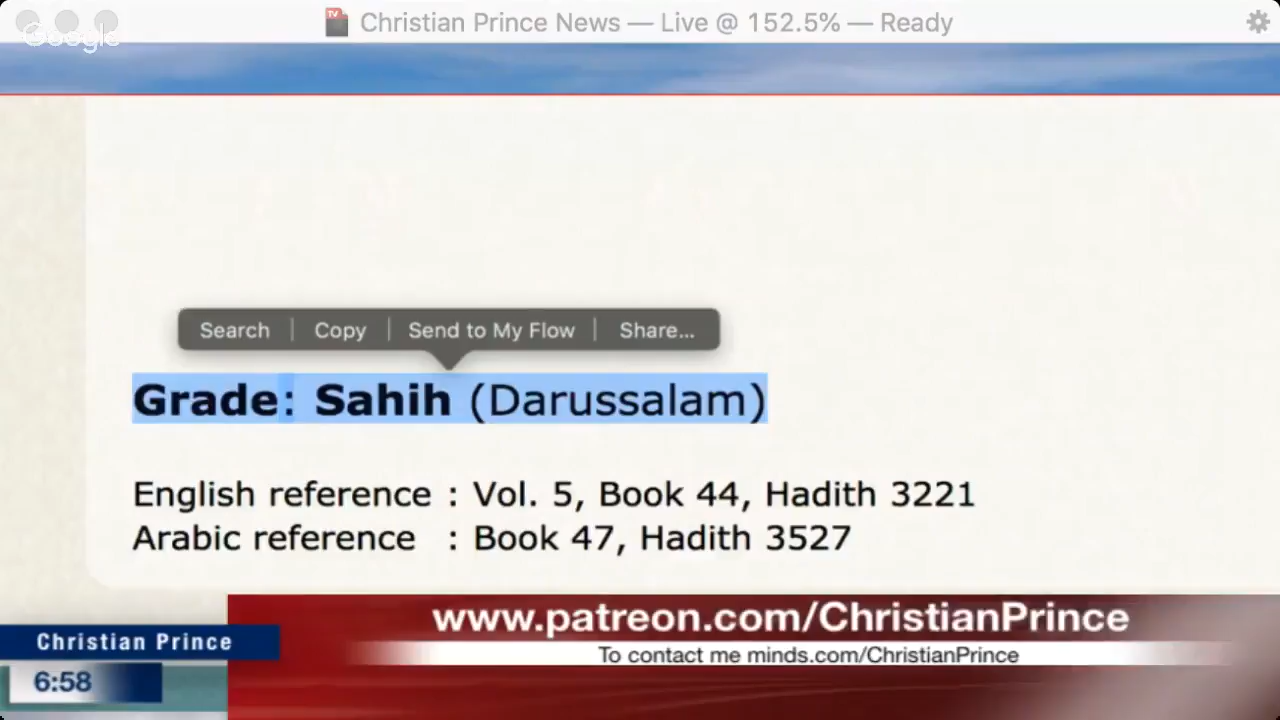 Google
Christian Prince News — Live @ 152.5% — Ready
Search | Copy | Send to My Flow | Share...
Grade: Sahih (Darussalam)
English reference : Vol. 5, Book 44, Hadith 3221
Arabic reference : Book 47, Hadith 3527
www.patreon.com/ChristianPrince
Christian Prince
To contact me minds.com/ChristianPrince
6:58